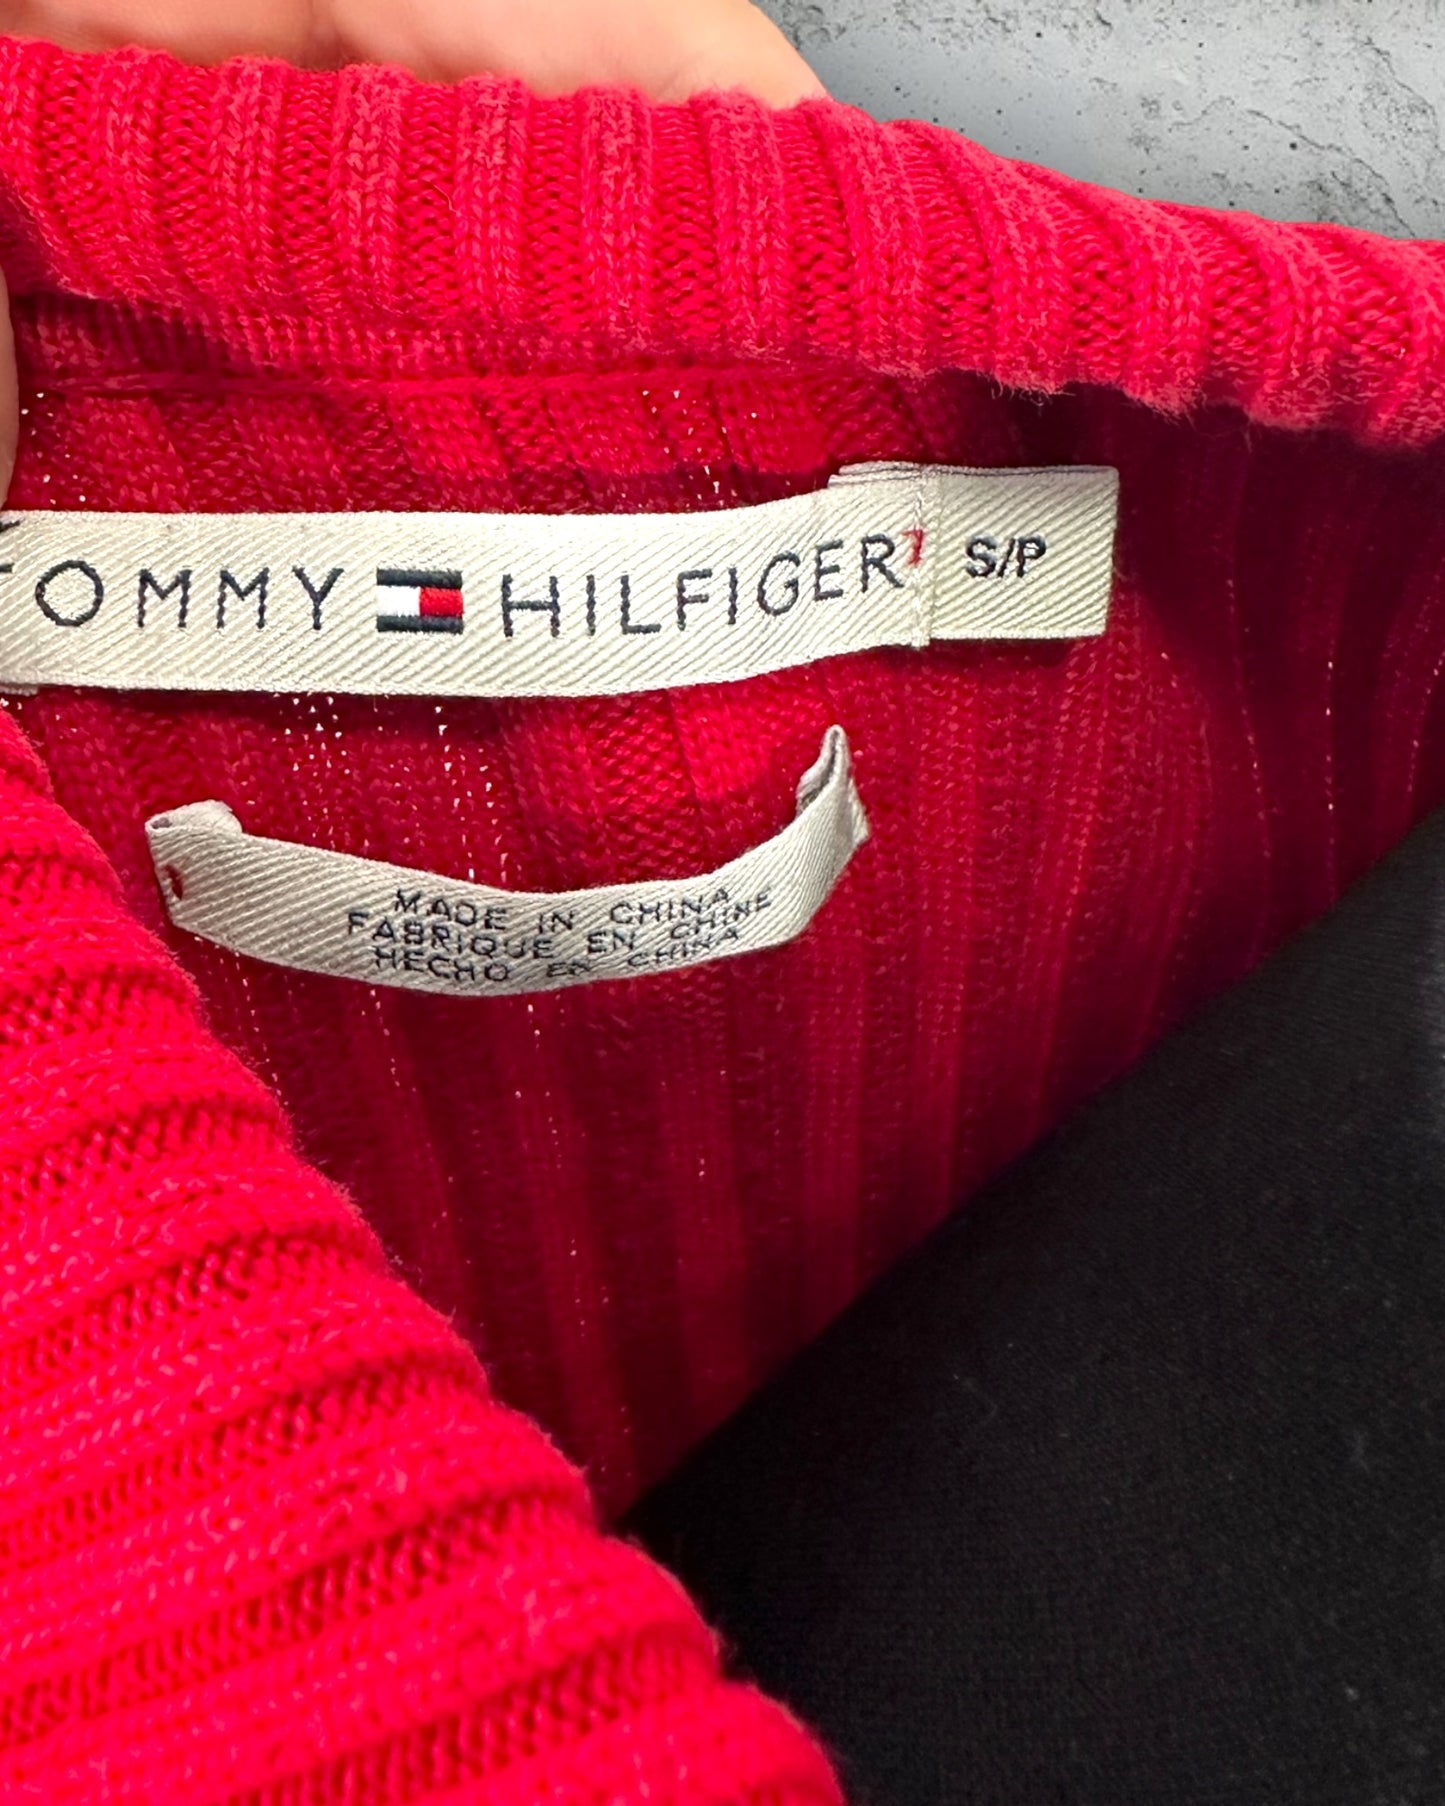 TOMMY HILFIGER S/P
MADE IN CHINA
FABRIQUE EN CHINE
HECHO EN CHINA